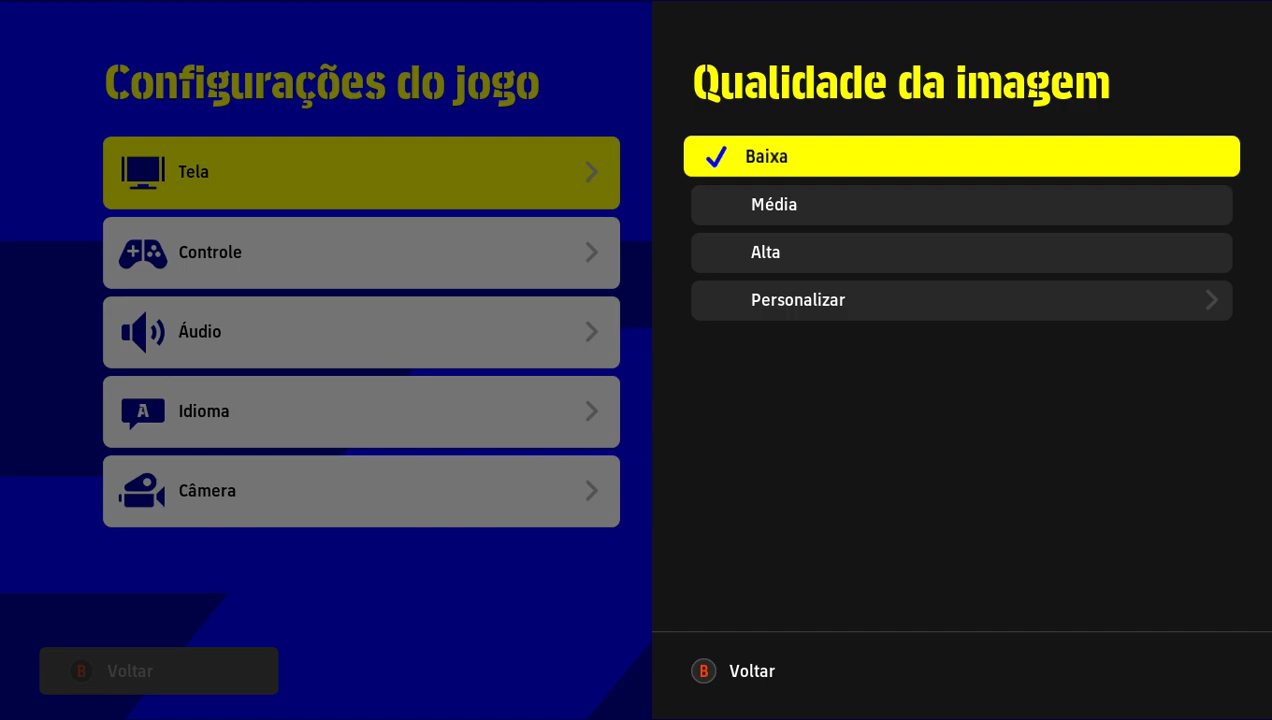 Configurações do jogo
Tela
Controle
Áudio
A
Idioma
Câmera
B Voltar
Qualidade da imagem
Baixa
Média
Alta
Personalizar
B Voltar